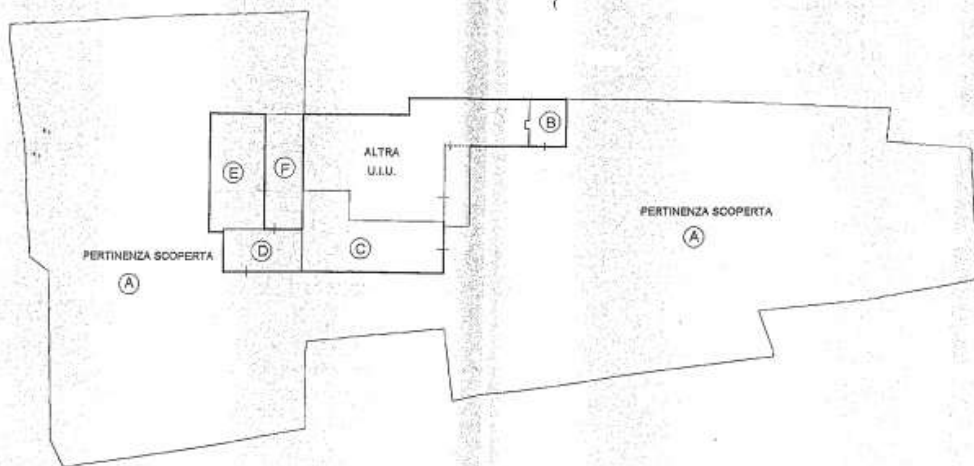 B
ALTRA
U.I.U.
E
F
PERTINENZA SCOPERTA
A
D
C
PERTINENZA SCOPERTA
A